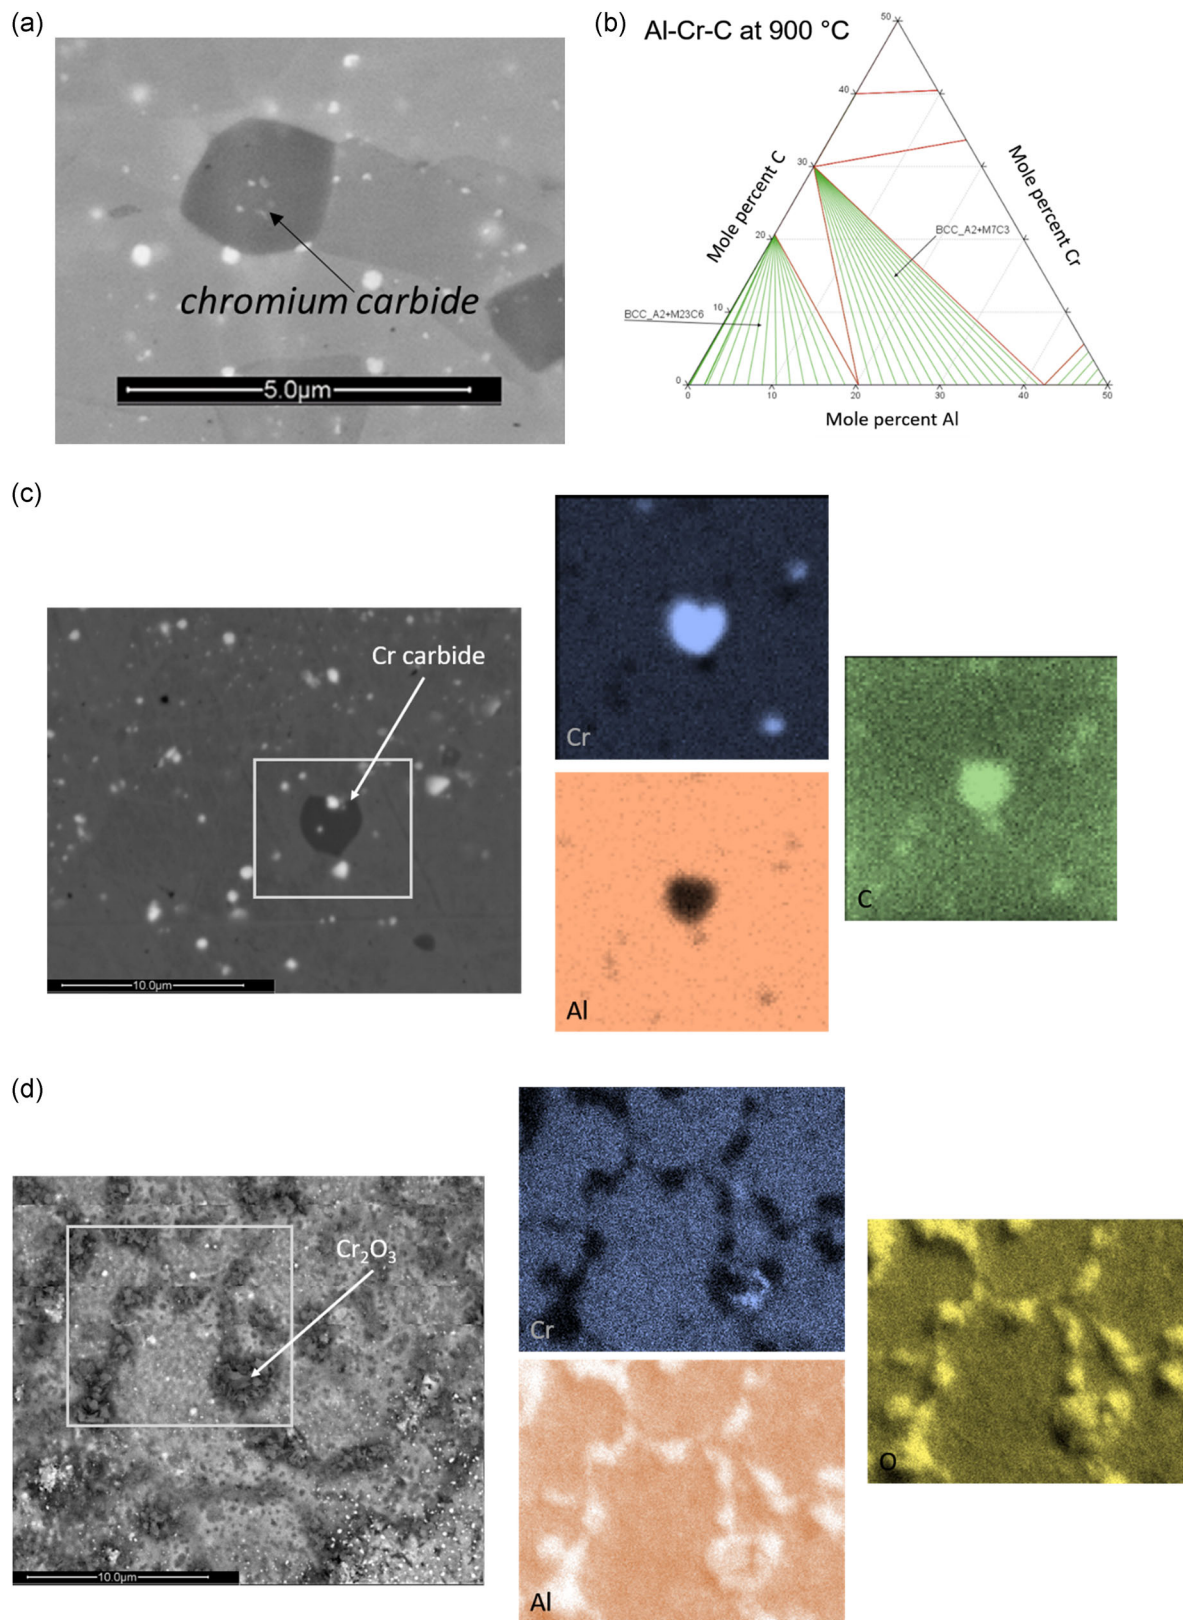 (a)
chromium carbide
5.0µm
(b)
Al-Cr-C at 900 °C
50
40
30
20
10
0
Mole percent C
Mole percent Cr
BCC_A2+M7C3
BCC_A2+M23C6
0
10
20
30
40
50
Mole percent Al
(c)
Cr carbide
10.0µm
Cr
Al
C
(d)
Cr₂O₃
10.0µm
Cr
Al
O